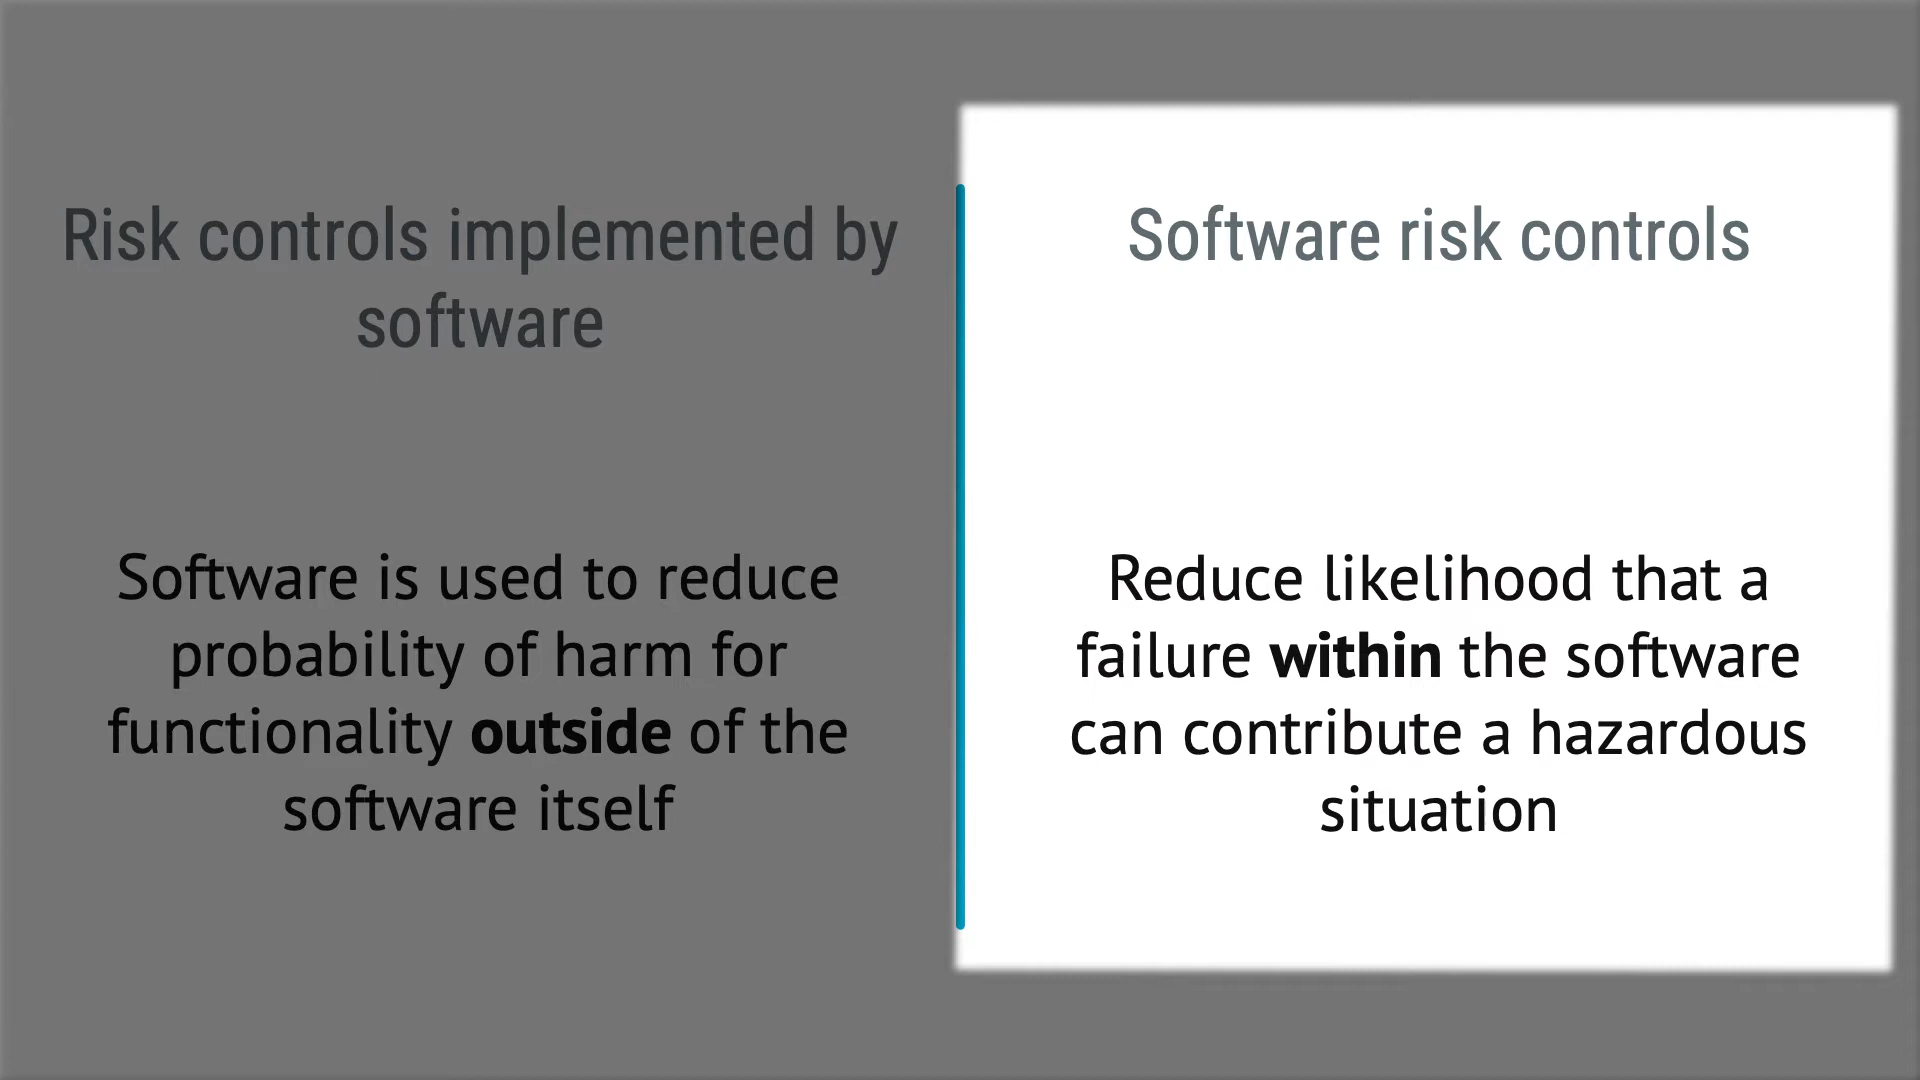 Risk controls implemented by
software
Software is used to reduce
probability of harm for
functionality outside of the
software itself
Software risk controls
Reduce likelihood that a
failure within the software
can contribute a hazardous
situation